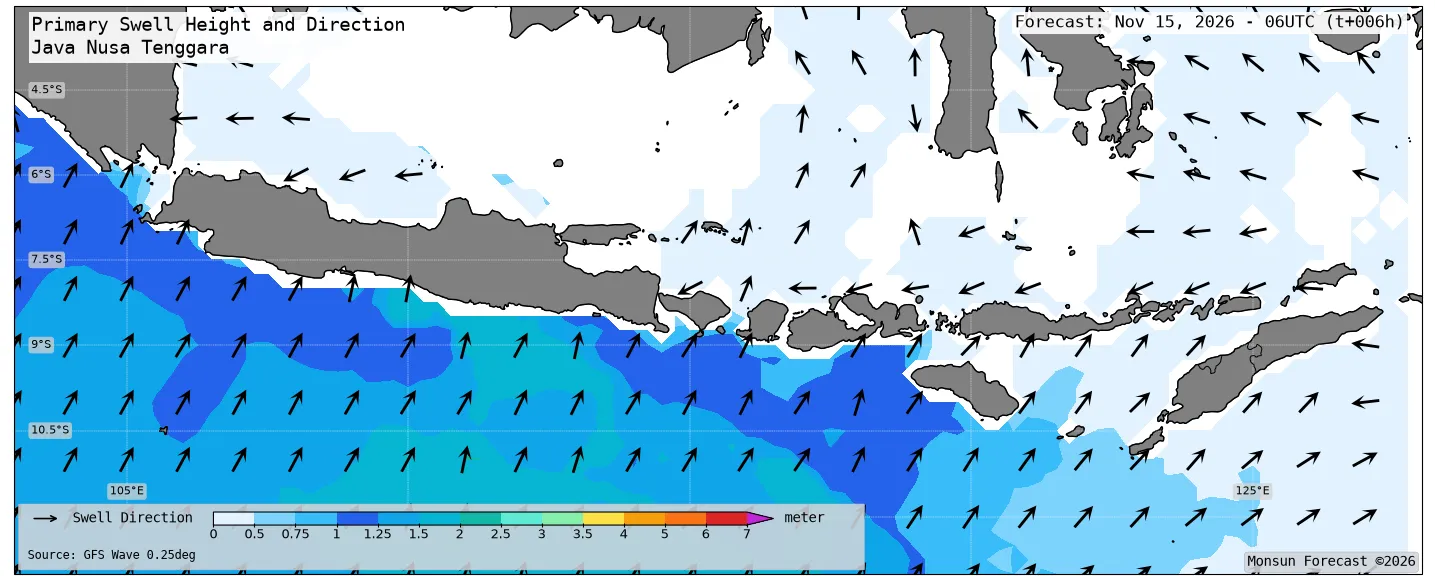 Primary Swell Height and Direction
Java Nusa Tenggara
Forecast: Nov 15, 2026 - 06UTC (t+006h)
4.5°S
6°S
7.5°S
9°S
10.5°S
105°E
125°E
Swell Direction
0 0.5 0.75 1 1.25 1.5 2 2.5 3 3.5 4 5 6 7
meter
Source: GFS Wave 0.25deg
Monsun Forecast ©2026